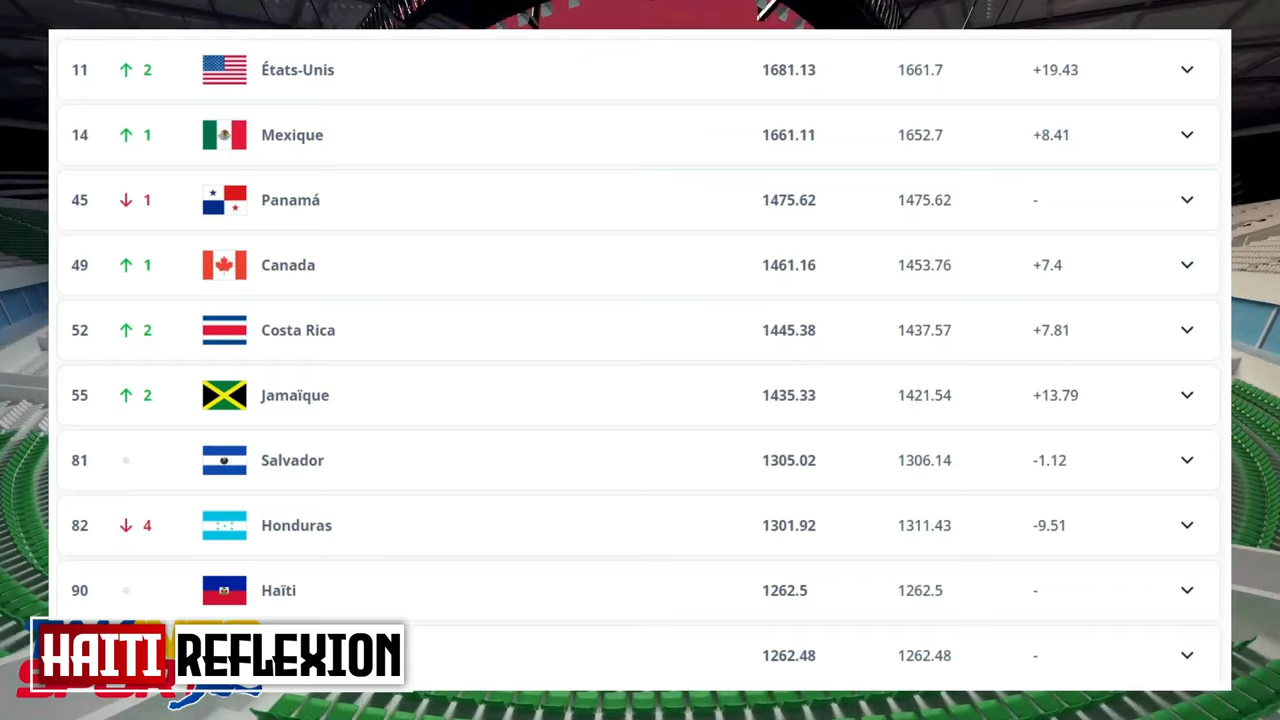 11 ↑ 2 États-Unis 1681.13 1661.7 +19.43
14 ↑ 1 Mexique 1661.11 1652.7 +8.41
45 ↓ 1 Panamá 1475.62 1475.62 -
49 ↑ 1 Canada 1461.16 1453.76 +7.4
52 ↑ 2 Costa Rica 1445.38 1437.57 +7.81
55 ↑ 2 Jamaïque 1435.33 1421.54 +13.79
81 Salvador 1305.02 1306.14 -1.12
82 ↓ 4 Honduras 1301.92 1311.43 -9.51
90 Haïti 1262.5 1262.5 -
1262.48 1262.48 -
HAITI REFLEXION